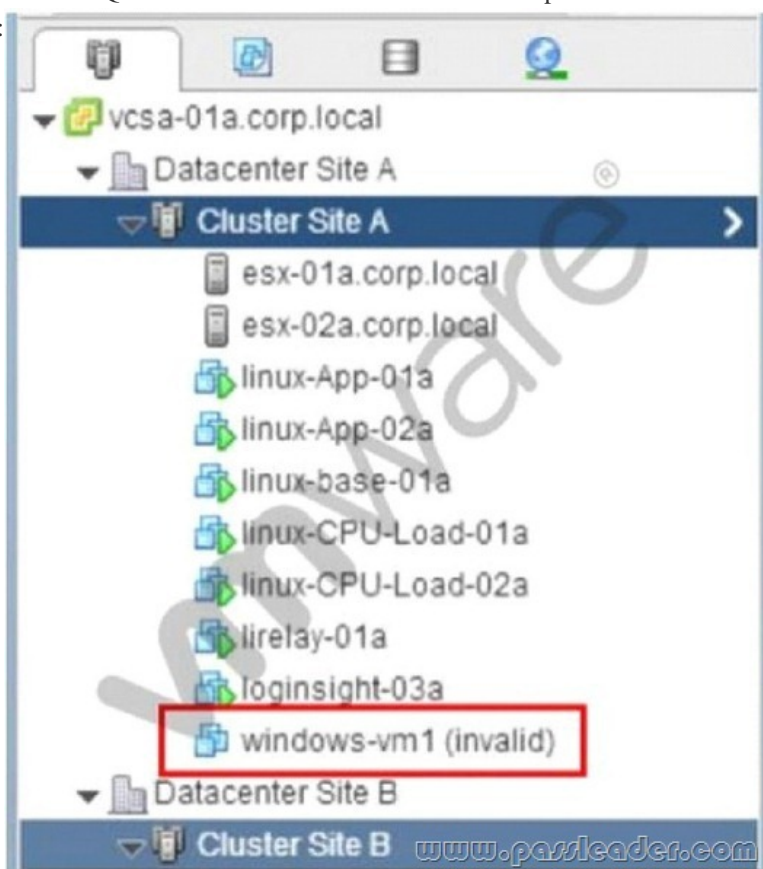 :
vcsa-01a.corp.local
Datacenter Site A
Cluster Site A
esx-01a.corp.local
esx-02a.corp.local
linux-App-01a
linux-App-02a
linux-base-01a
linux-CPU-Load-01a
linux-CPU-Load-02a
lirelay-01a
loginsight-03a
windows-vm1 (invalid)
Datacenter Site B
Cluster Site B
vmware
www.passleader.com